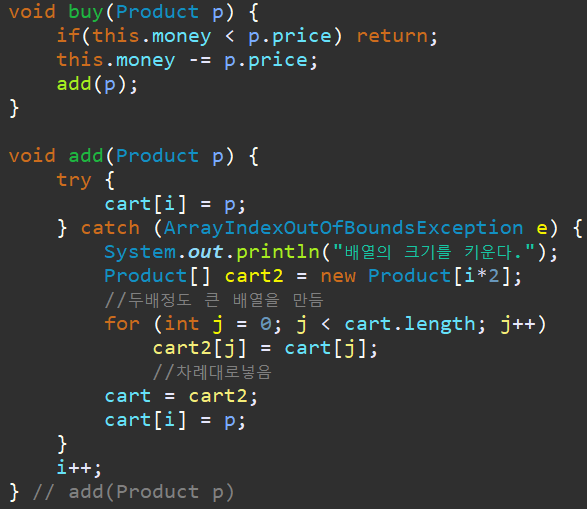 void buy(Product p) {
    if(this.money < p.price) return;
    this.money -= p.price;
    add(p);
}

void add(Product p) {
    try {
        cart[i] = p;
    } catch (ArrayIndexOutOfBoundsException e) {
        System.out.println("배열의 크기를 키운다.");
        Product[] cart2 = new Product[i*2];
        //두배정도 큰 배열을 만듬
        for (int j = 0; j < cart.length; j++)
            cart2[j] = cart[j];
            //차례대로넣음
        cart = cart2;
        cart[i] = p;
    }
    i++;
} // add(Product p)